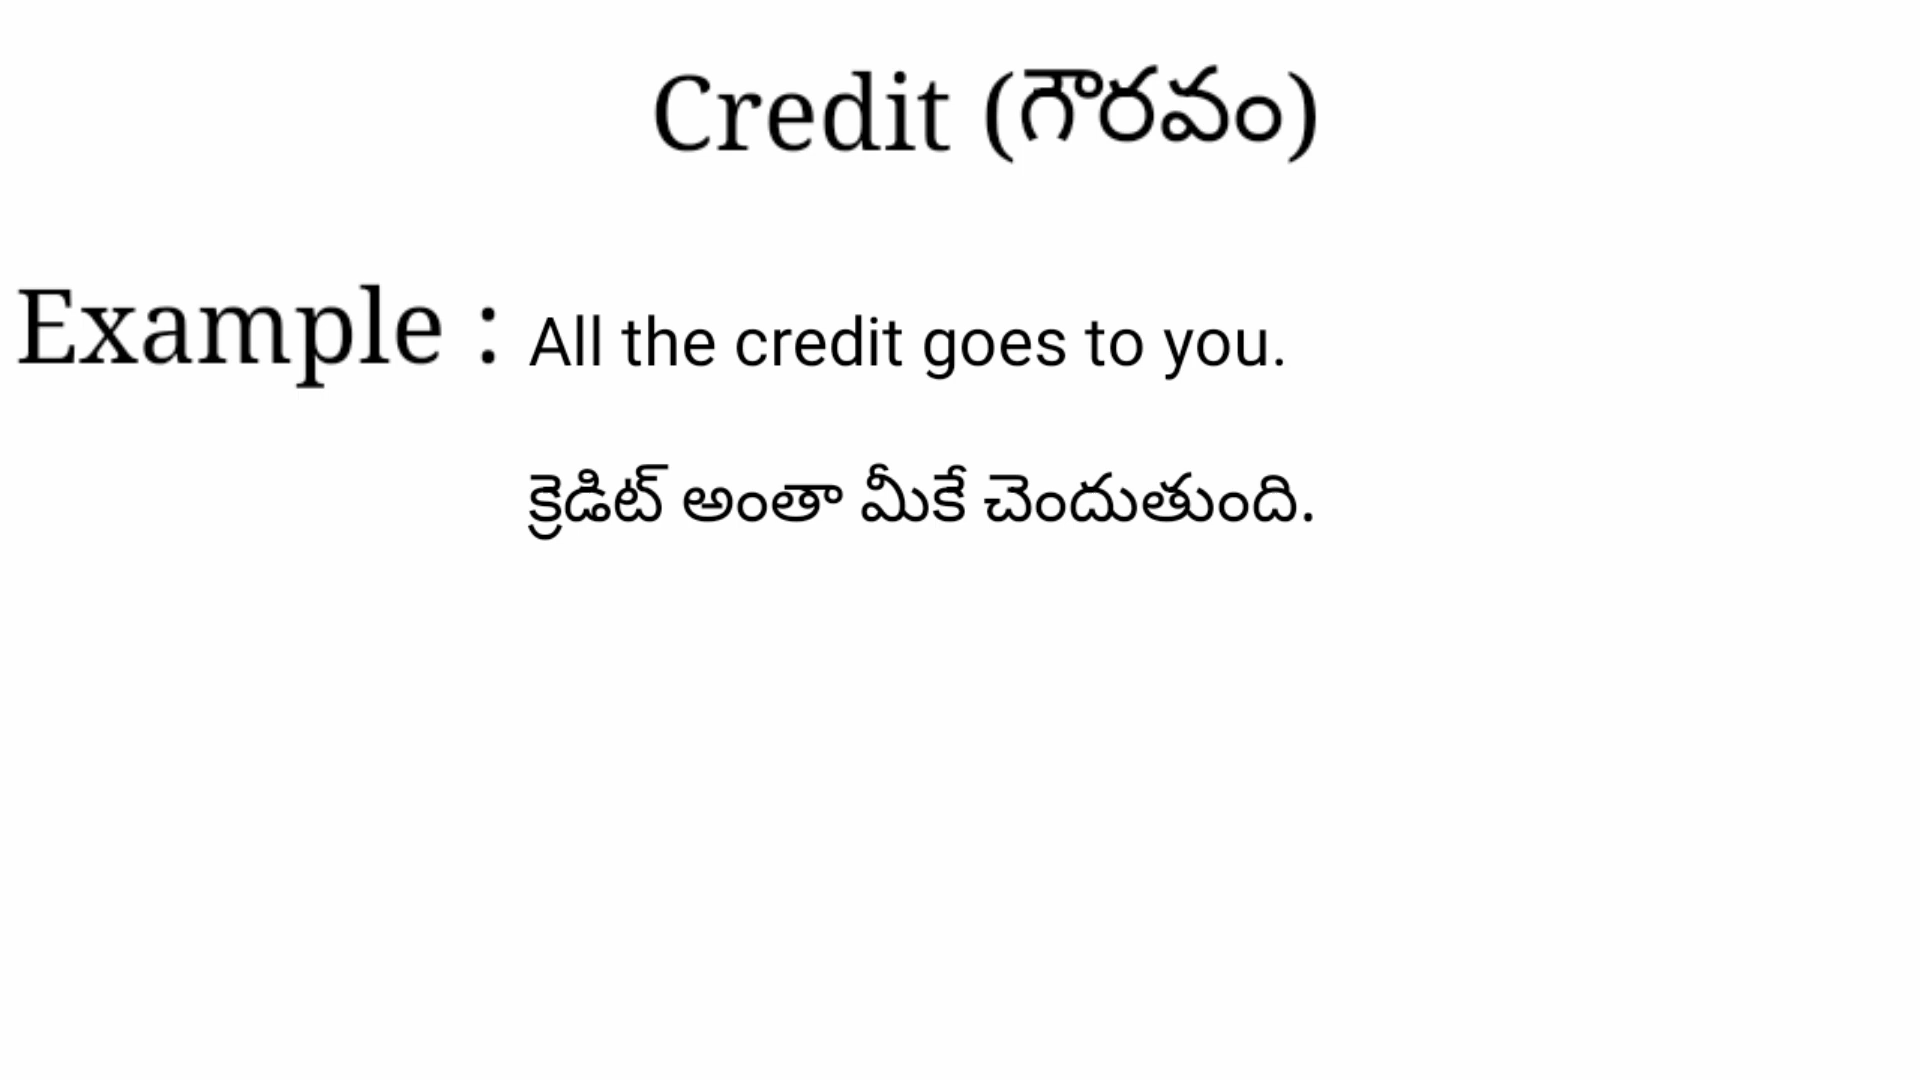 Credit (గౌరవం)
Example : All the credit goes to you.
క్రెడిట్ అంతా మీకే చెందుతుంది.